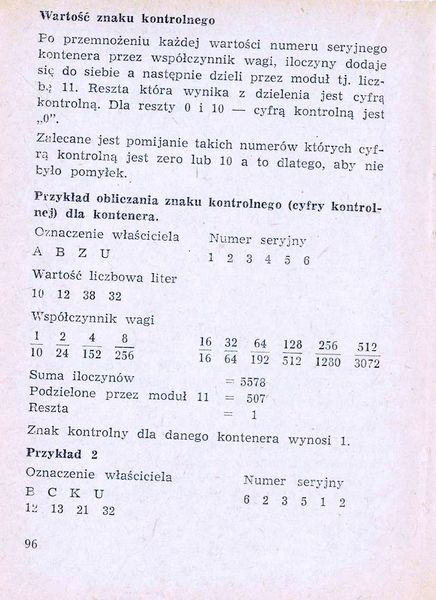 Wartość znaku kontrolnego
Po przemnożeniu każdej wartości numeru seryjnego
kontenera przez współczynnik wagi, iloczyny dodaje
się do siebie a następnie dzieli przez moduł tj. licz-
bę 11. Reszta która wynika z dzielenia jest cyfrą
kontrolną. Dla reszty 0 i 10 — cyfrą kontrolną jest
„0”.
Zalecane jest pomijanie takich numerów których cyf-
rą kontrolną jest zero lub 10 a to dlatego, aby nie
było pomyłek.
Przykład obliczania znaku kontrolnego (cyfry kontrol-
nej) dla kontenera.
Oznaczenie właściciela Numer seryjny
A B Z U 1 2 3 4 5 6
Wartość liczbowa liter
10 12 38 32
Współczynnik wagi
1 2 4 8 16 32 64 128 256 512
10 24 152 256 16 64 192 512 1280 3072
Suma iloczynów = 5578
Podzielone przez moduł 11 = 507
Reszta = 1
Znak kontrolny dla danego kontenera wynosi 1.
Przykład 2
Oznaczenie właściciela Numer seryjny
B C K U 6 2 3 5 1 2
12 13 21 32
96